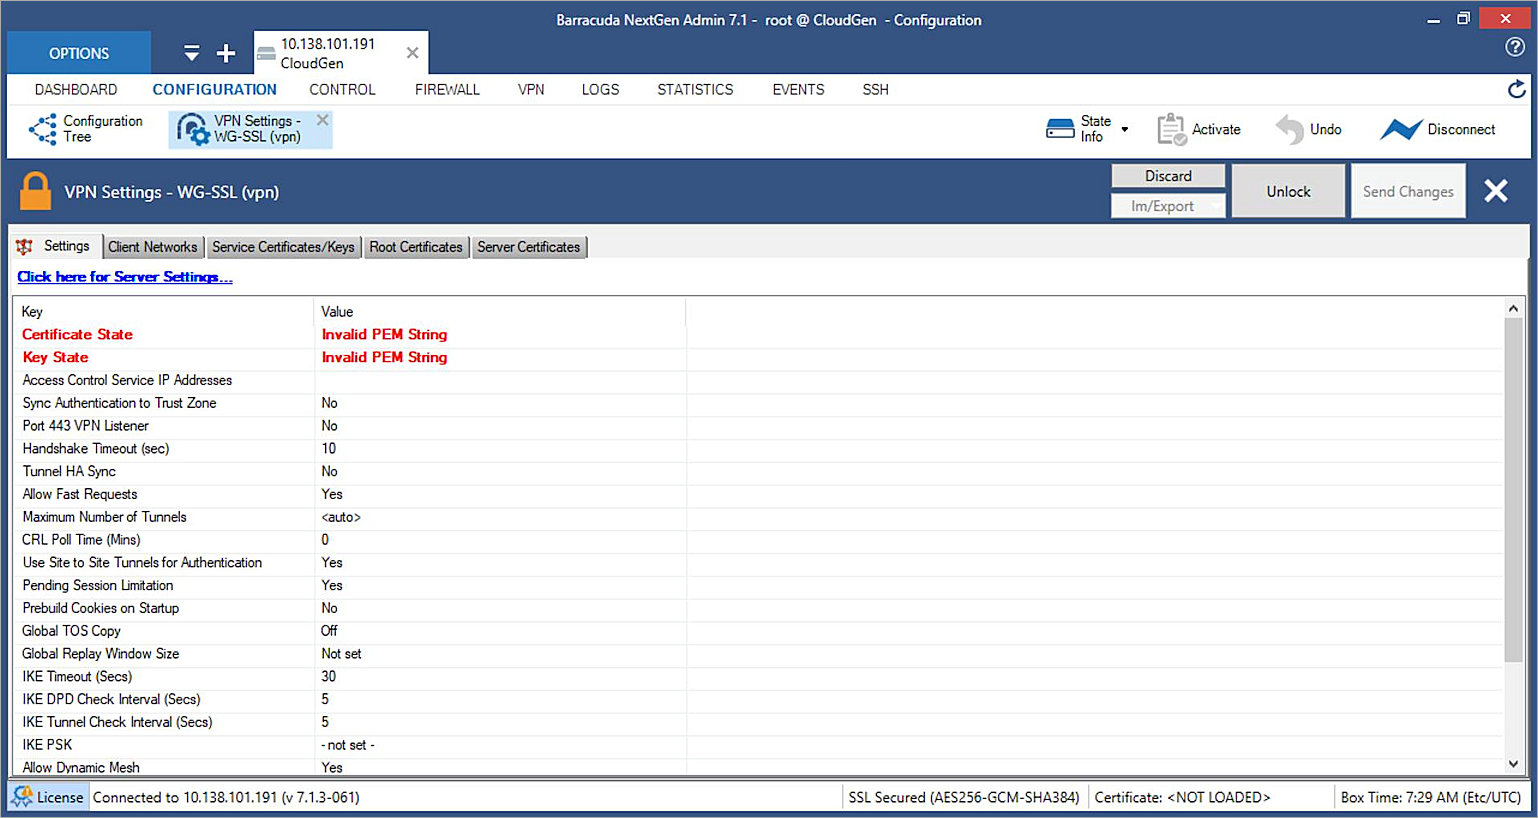 Barracuda NextGen Admin 7.1 - root @ CloudGen - Configuration
OPTIONS
10.138.101.191
CloudGen
DASHBOARD CONFIGURATION CONTROL FIREWALL VPN LOGS STATISTICS EVENTS SSH
Configuration
Tree
VPN Settings -
WG-SSL (vpn)
State
Info
Activate
Undo
Disconnect
VPN Settings - WG-SSL (vpn)
Discard
Im/Export
Unlock
Send Changes
Settings Client Networks Service Certificates/Keys Root Certificates Server Certificates
Click here for Server Settings...
Key Value
Certificate State Invalid PEM String
Key State Invalid PEM String
Access Control Service IP Addresses
Sync Authentication to Trust Zone No
Port 443 VPN Listener No
Handshake Timeout (sec) 10
Tunnel HA Sync No
Allow Fast Requests Yes
Maximum Number of Tunnels <auto>
CRL Poll Time (Mins) 0
Use Site to Site Tunnels for Authentication Yes
Pending Session Limitation Yes
Prebuild Cookies on Startup No
Global TOS Copy Off
Global Replay Window Size Not set
IKE Timeout (Secs) 30
IKE DPD Check Interval (Secs) 5
IKE Tunnel Check Interval (Secs) 5
IKE PSK - not set -
Allow Dynamic Mesh Yes
License Connected to 10.138.101.191 (v 7.1.3-061) SSL Secured (AES256-GCM-SHA384) Certificate: <NOT LOADED> Box Time: 7:29 AM (Etc/UTC)